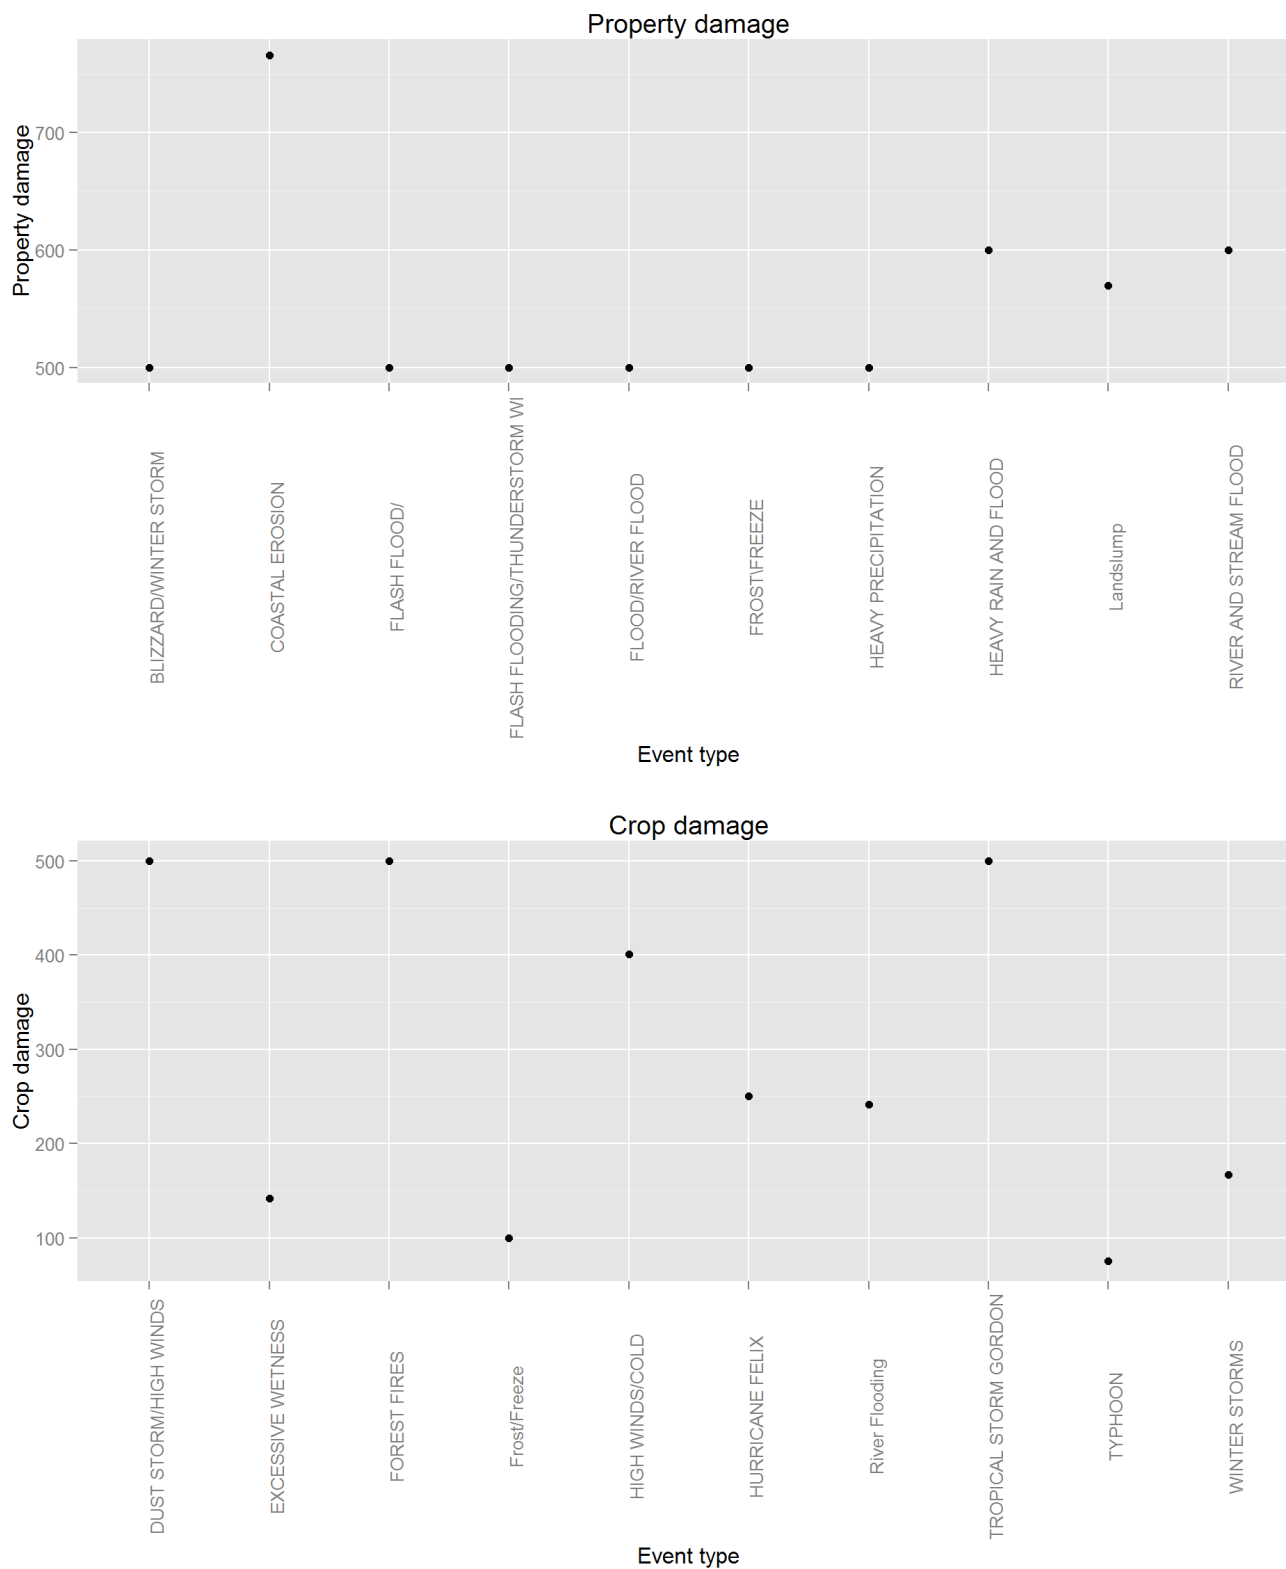 Property damage
Property damage
700
600
500
BLIZZARD/WINTER STORM
COASTAL EROSION
FLASH FLOOD/
FLASH FLOODING/THUNDERSTORM WI
FLOOD/RIVER FLOOD
FROST\FREEZE
HEAVY PRECIPITATION
HEAVY RAIN AND FLOOD
Landslump
RIVER AND STREAM FLOOD
Event type
Crop damage
Crop damage
500
400
300
200
100
DUST STORM/HIGH WINDS
EXCESSIVE WETNESS
FOREST FIRES
Frost/Freeze
HIGH WINDS/COLD
HURRICANE FELIX
River Flooding
TROPICAL STORM GORDON
TYPHOON
WINTER STORMS
Event type